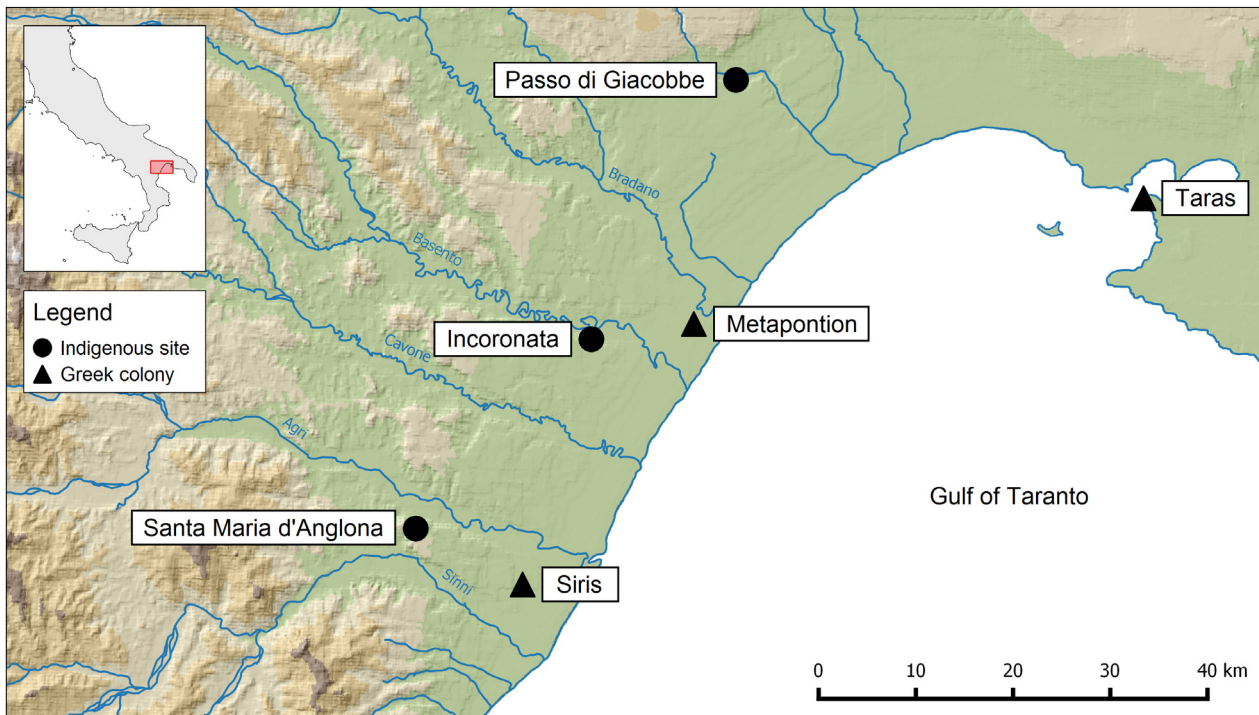 Passo di Giacobbe
Bradano
Taras
Basento
Legend
Metapontion
Incoronata
Indigenous site
Cavone
Greek colony
Agri
Gulf of Taranto
Santa Maria d'Anglona
Sinni
Siris
0 10 20 30 40 km